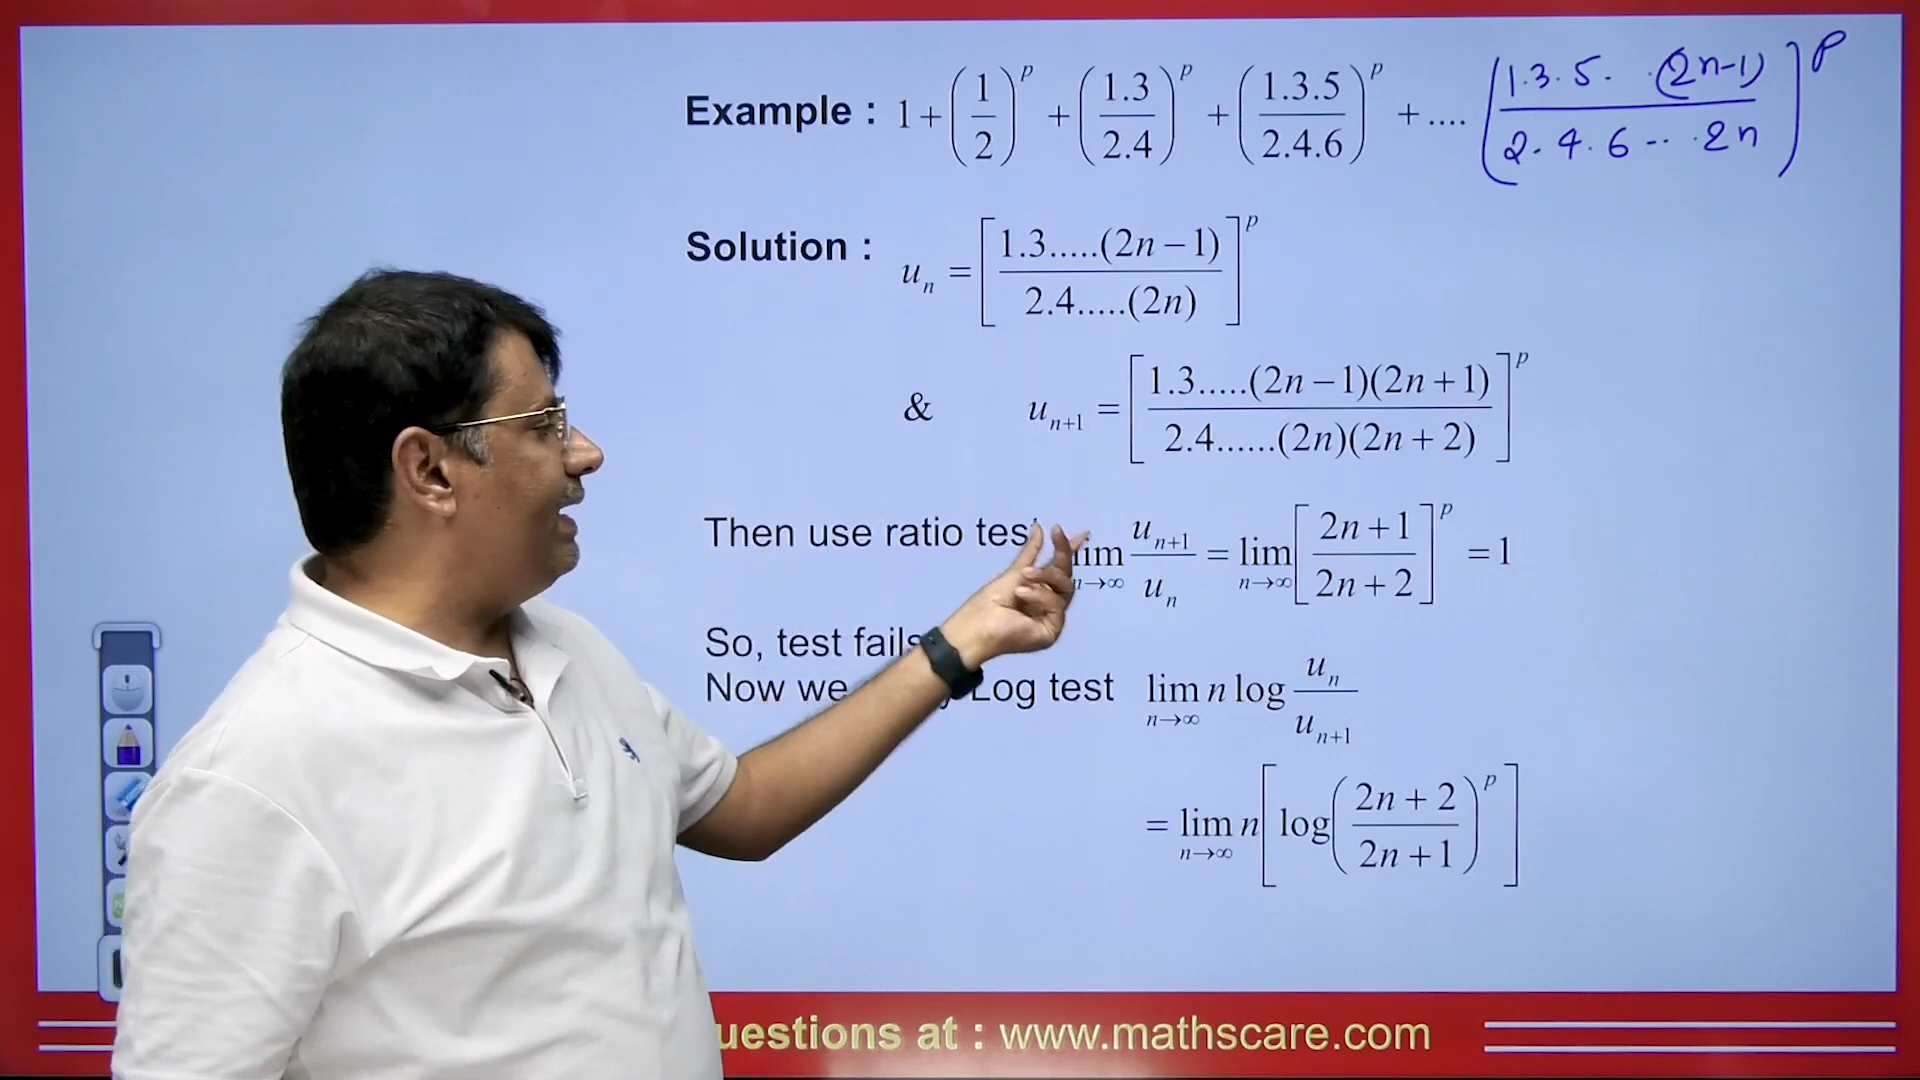 Example : 1 + (1/2)^p + (1.3/2.4)^p + (1.3.5/2.4.6)^p + .... (1.3.5. .(2n-1)/2.4.6-...2n)^p
Solution : u_n = [1.3.....(2n−1)/2.4.....(2n)]^p
& u_{n+1} = [1.3.....(2n−1)(2n+1)/2.4......(2n)(2n+2)]^p
Then use ratio test lim_{n→∞} u_{n+1}/u_n = lim_{n→∞} [2n+1/2n+2]^p = 1
So, test fails
Now we Log test lim_{n→∞} n log u_n/u_{n+1}
= lim_{n→∞} n[log(2n+2/2n+1)^p]
uestions at : www.mathscare.com